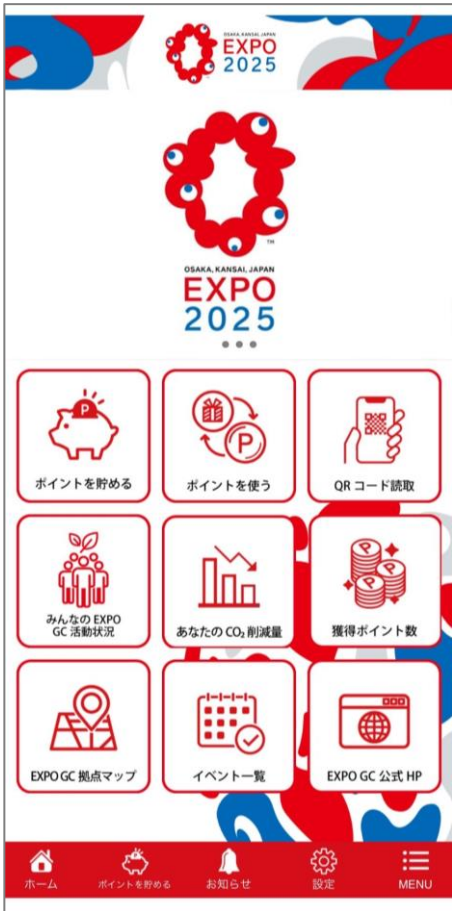 OSAKA, KANSAI, JAPAN
EXPO
2025
TM
OSAKA, KANSAI, JAPAN
EXPO
2025
P
P
ポイントを貯める
ポイントを使う
QRコード読取
みんなの EXPO
GC 活動状況
あなたの CO₂ 削減量
獲得ポイント数
EXPO GC 拠点マップ
イベント一覧
EXPO GC 公式 HP
ホーム
ポイントを貯める
お知らせ
設定
MENU